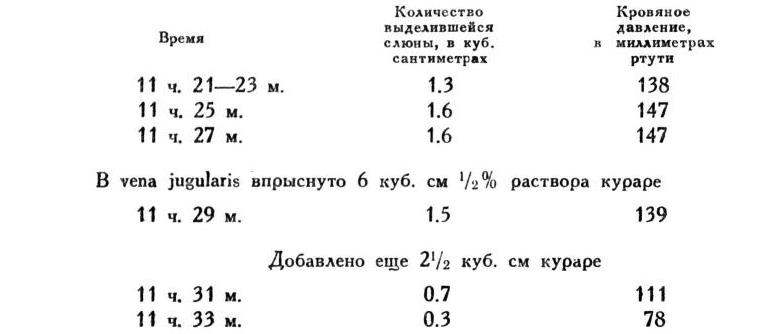 Время Количество выделившейся слюны, в куб. сантиметрах Кровяное давление, в миллиметрах ртути
11 ч. 21—23 м. 1.3 138
11 ч. 25 м. 1.6 147
11 ч. 27 м. 1.6 147
В vena jugularis впрыснуто 6 куб. см 1/2% раствора кураре
11 ч. 29 м. 1.5 139
Добавлено еще 2 1/2 куб. см кураре
11 ч. 31 м. 0.7 111
11 ч. 33 м. 0.3 78